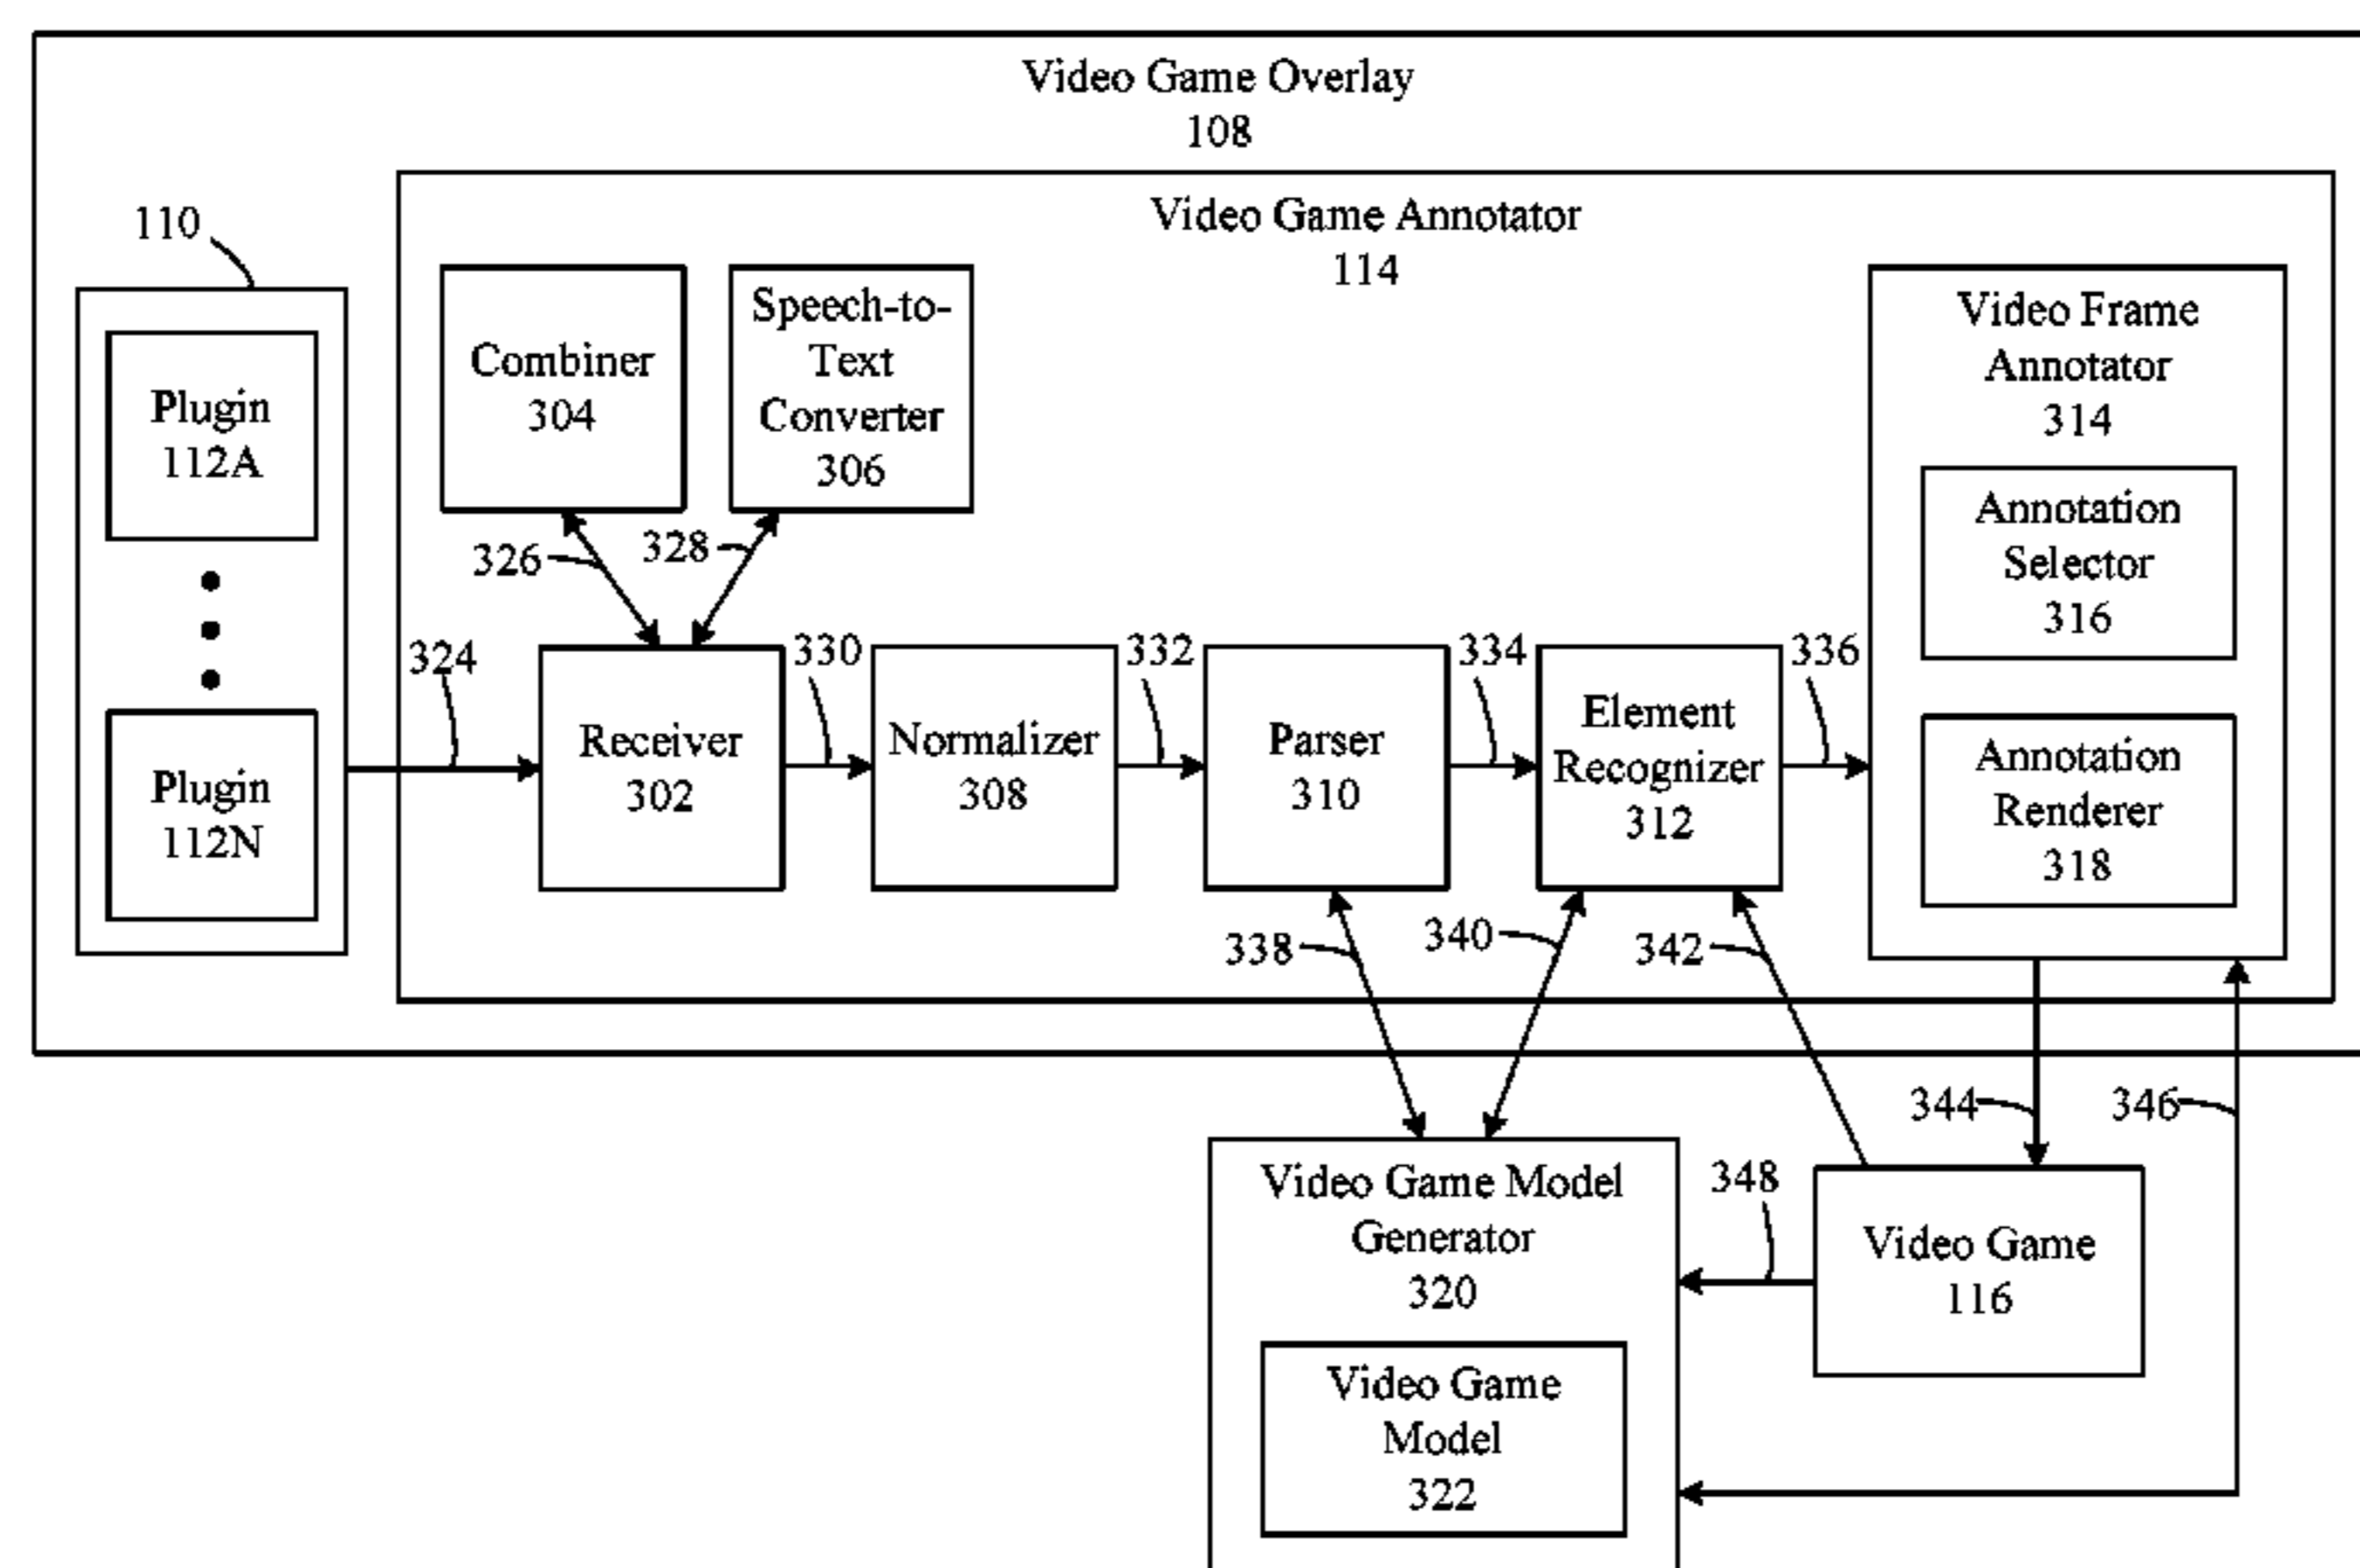 Video Game Overlay
108
Video Game Annotator
114
110
Plugin
112A
Plugin
112N
Combiner
304
Speech-to-
Text
Converter
306
326
328
324
Receiver
302
330
Normalizer
308
332
Parser
310
334
Element
Recognizer
312
336
Video Frame
Annotator
314
Annotation
Selector
316
Annotation
Renderer
318
338
340
342
344
346
Video Game Model
Generator
320
Video Game
Model
322
348
Video Game
116